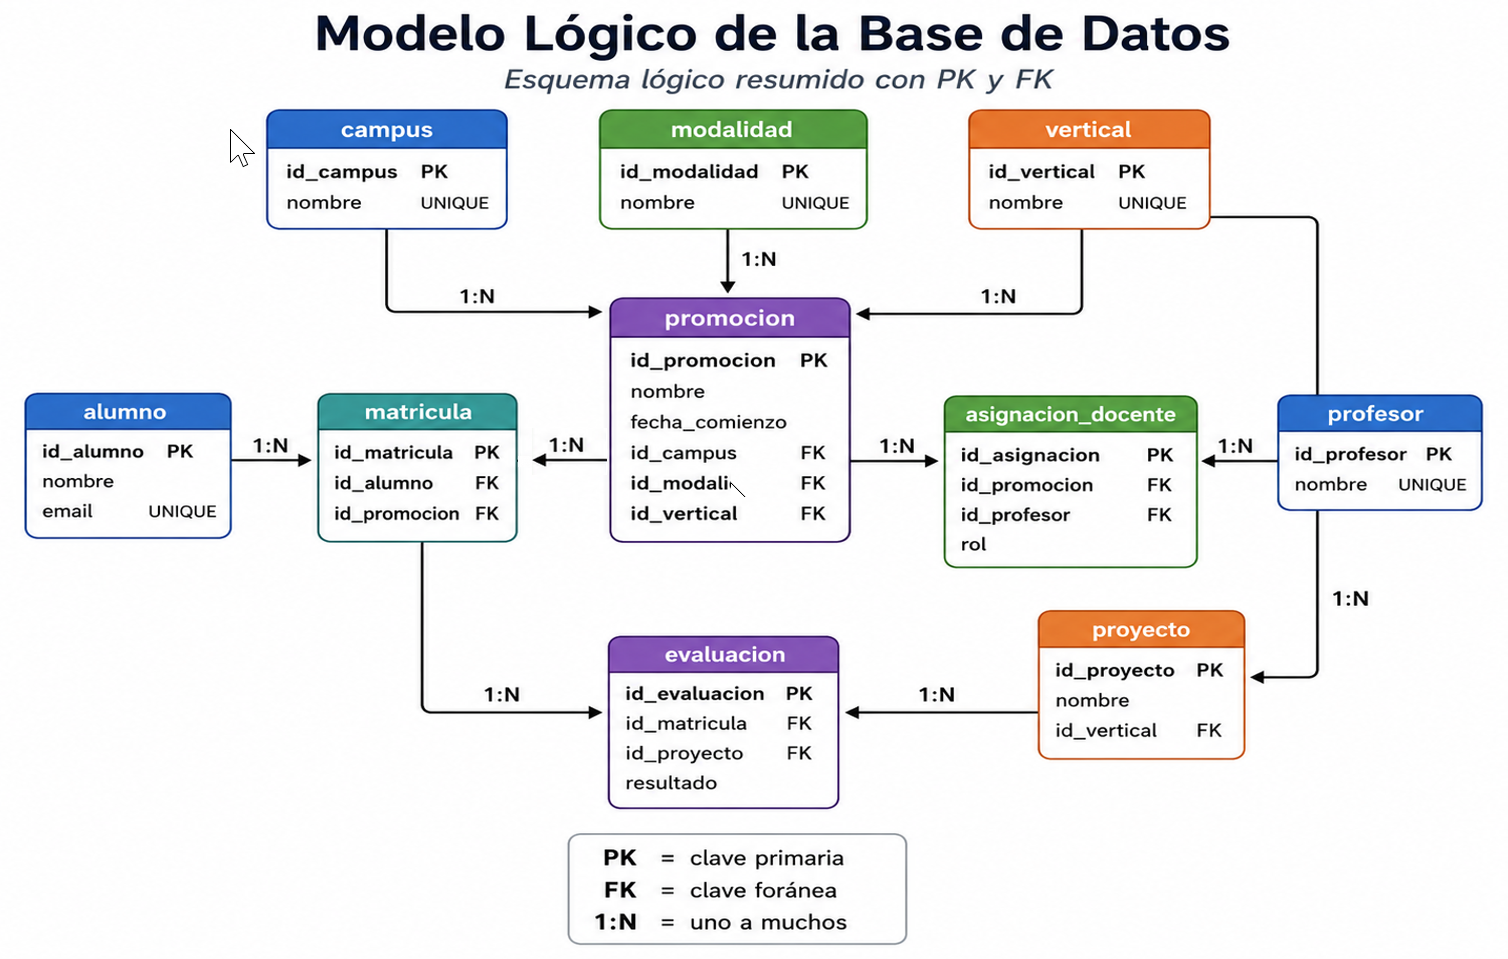 Modelo Lógico de la Base de Datos
Esquema lógico resumido con PK y FK
campus
id_campus PK
nombre UNIQUE
modalidad
id_modalidad PK
nombre UNIQUE
vertical
id_vertical PK
nombre UNIQUE
1:N
1:N
1:N
promocion
id_promocion PK
nombre
fecha_comienzo
id_campus FK
id_modali FK
id_vertical FK
alumno
id_alumno PK
nombre
email UNIQUE
1:N
matricula
id_matricula PK
id_alumno FK
id_promocion FK
1:N
1:N
asignacion_docente
id_asignacion PK
id_promocion FK
id_profesor FK
rol
1:N
profesor
id_profesor PK
nombre UNIQUE
1:N
proyecto
id_proyecto PK
nombre
id_vertical FK
evaluacion
id_evaluacion PK
id_matricula FK
id_proyecto FK
resultado
1:N
1:N
PK = clave primaria
FK = clave foránea
1:N = uno a muchos